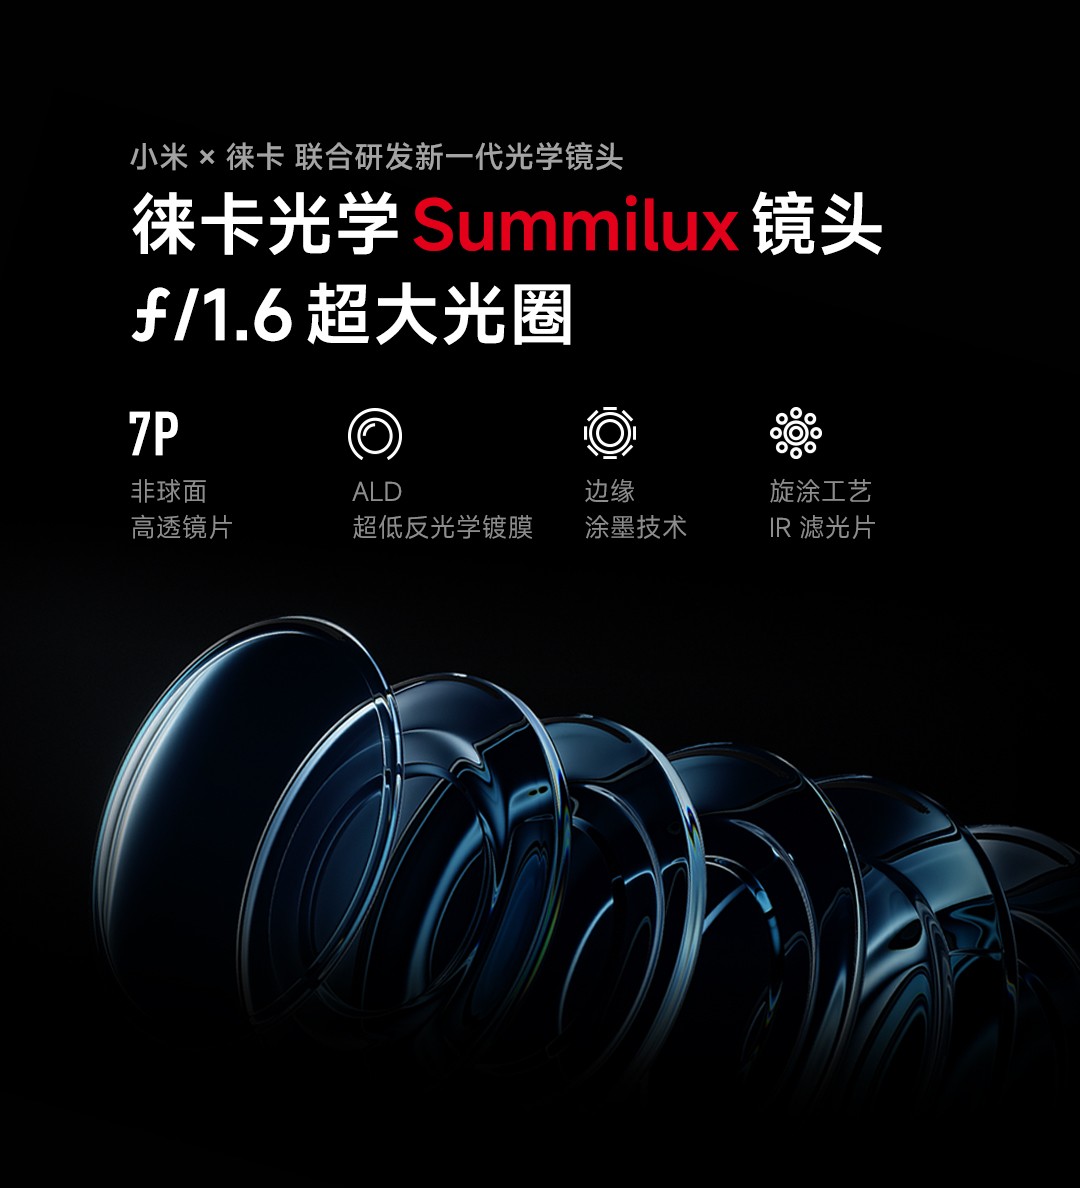 小米 × 徕卡 联合研发新一代光学镜头
徕卡光学 Summilux 镜头
ƒ/1.6 超大光圈
7P
非球面
高透镜片
ALD
超低反光学镀膜
边缘
涂墨技术
旋涂工艺
IR 滤光片